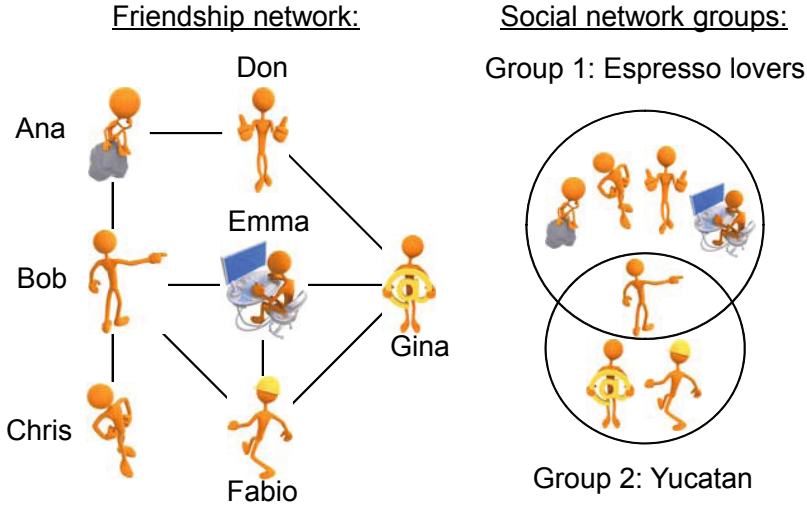 Friendship network:
Social network groups:
Don
Group 1: Espresso lovers
Ana
Emma
Bob
Gina
Chris
Fabio
Group 2: Yucatan